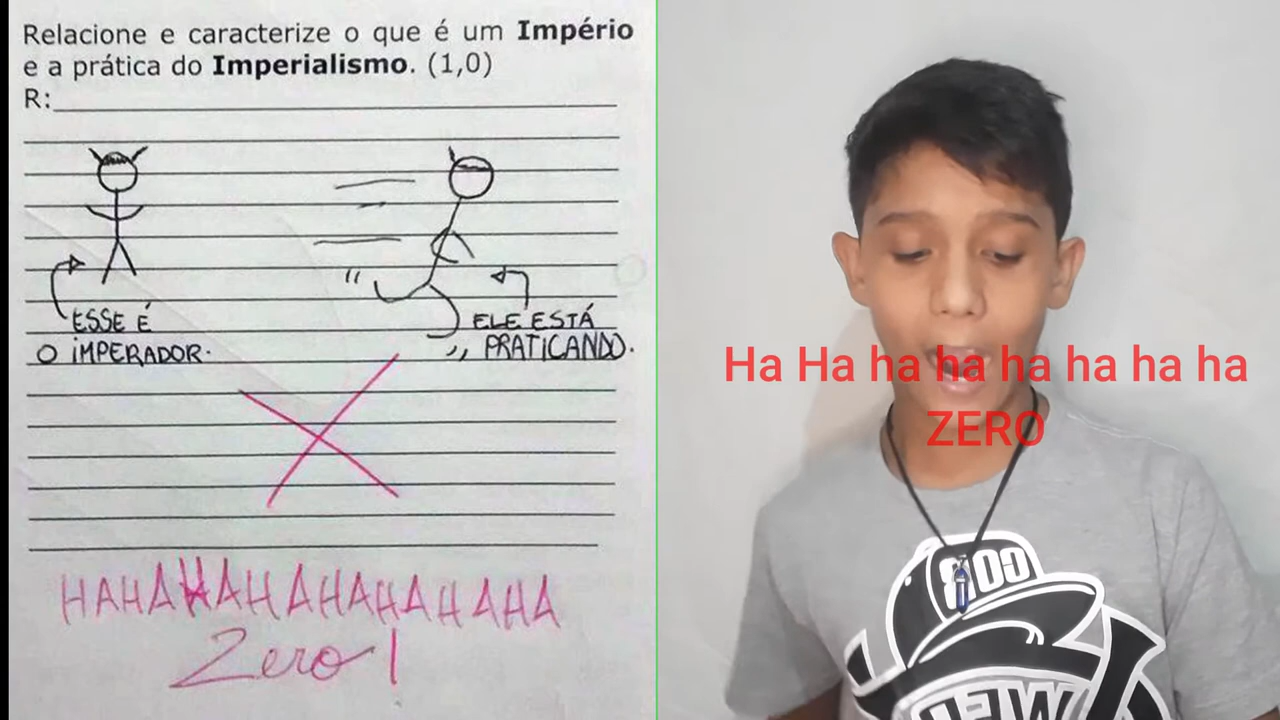 Relacione e caracterize o que é um Império
e a prática do Imperialismo. (1,0)
R:
ESSE É
O IMPERADOR.
ELE ESTÁ
PRATICANDO.
HAHAHAHAHAHAHAHAHA
Zero!
Ha Ha ha ha ha ha ha ha
ZERO